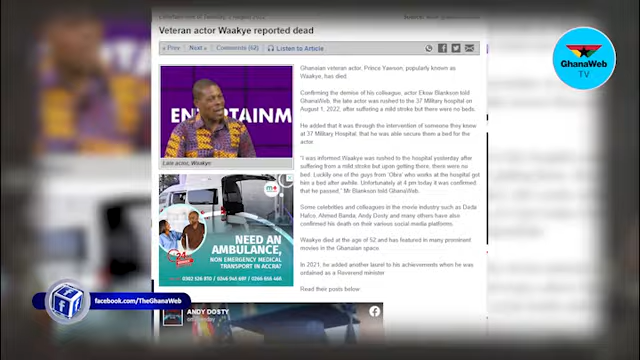 Veteran actor Waakye reported dead
< Prev Next > Comments (62) Listen to Article
GhanaWeb
TV
Ghanaian veteran actor, Prince Yawson, popularly known as
Waakye, has died.
Confirming the demise of his colleague, actor Ekow Blankson told
GhanaWeb, the late actor was rushed to the 37 Military hospital on
August 1, 2022, after suffering a mild stroke but there were no beds.
He added that it was through the intervention of someone they knew
at 37 Military Hospital, that he was able secure them a bed for the
actor.
ENTERTAINM
Late actor, Waakye
"I was informed Waakye was rushed to the hospital yesterday after
suffering from a mild stroke but upon getting there, there were no
bed. Luckily one of the guys from 'Obra' who works at the hospital got
him a bed after awhile. Unfortunately at 4 pm today it was confirmed
that he passed," Mr Blankson told GhanaWeb.
Some celebrities and colleagues in the movie industry such as Deda
Hafco, Ahmed Banda, Andy Dosty and many others have also
confirmed his death on their various social media platforms.
Waakye died at the age of 52 and has featured in many prominent
movies in the Ghanaian space.
In 2021, he added another laurel to his achievements when he was
ordained as a Reverend minister
Read their posts below
24
NEED AN
AMBULANCE,
NON EMERGENCY MEDICAL
TRANSPORT IN ACCRA?
facebook.com/TheGhanaWeb
ANDY DOSTY